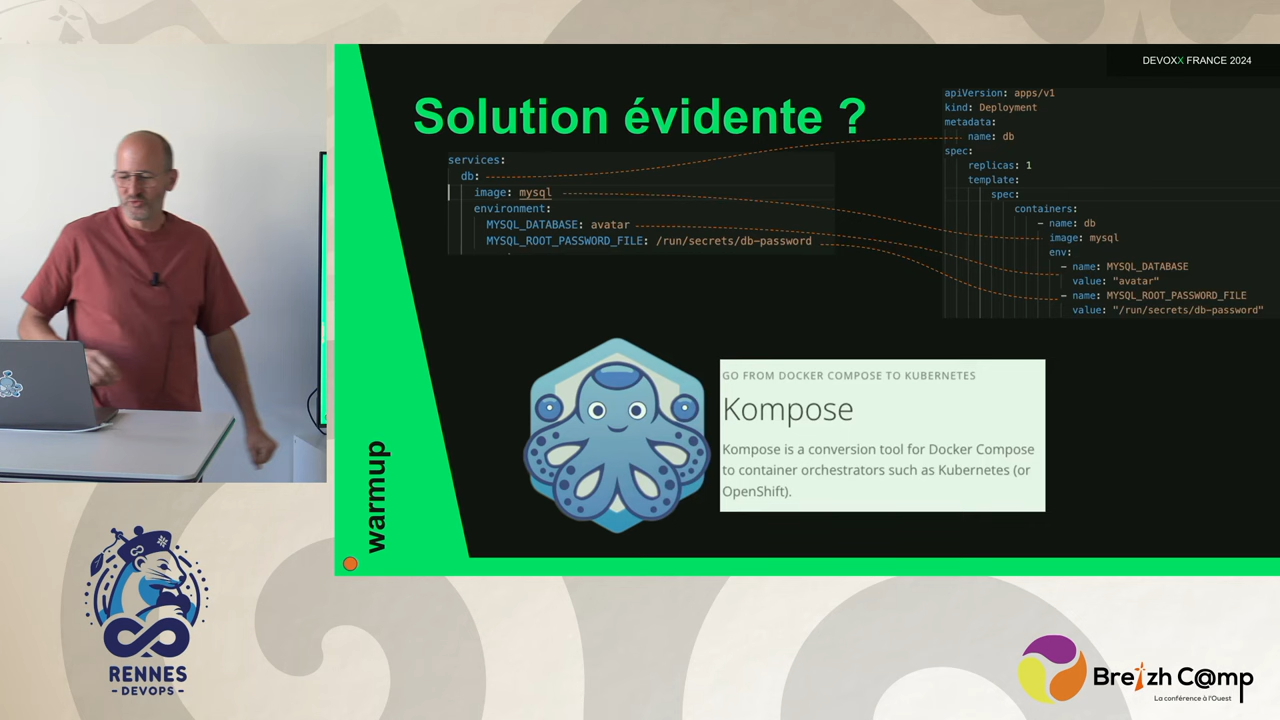 DEVOXX FRANCE 2024
Solution évidente ?
services:
db:
image: mysql
environment:
MYSQL_DATABASE: avatar
MYSQL_ROOT_PASSWORD_FILE: /run/secrets/db-password
apiVersion: apps/v1
kind: Deployment
metadata:
name: db
spec:
replicas: 1
template:
spec:
containers:
- name: db
image: mysql
env:
- name: MYSQL_DATABASE
value: "avatar"
- name: MYSQL_ROOT_PASSWORD_FILE
value: "/run/secrets/db-password"
GO FROM DOCKER COMPOSE TO KUBERNETES
Kompose
Kompose is a conversion tool for Docker Compose
to container orchestrators such as Kubernetes (or
OpenShift).
warmup
RENNES
- DEVOPS -
Breizh C@mp
La conférence à l'Ouest